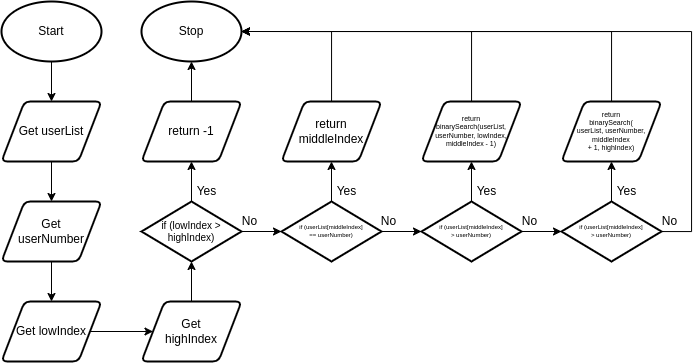 Start
Stop
Get userList
return -1
return
middleIndex
return
binarySearch(userList,
userNumber, lowIndex,
middleIndex - 1)
return
binarySearch(
userList, userNumber,
middleIndex
+ 1, highIndex)
Get
userNumber
Yes
Yes
Yes
Yes
if (lowIndex >
highIndex)
No
if (userList[middleIndex]
== userNumber)
No
if (userList[middleIndex]
> userNumber)
No
if (userList[middleIndex]
> userNumber)
No
Get lowIndex
Get
highIndex